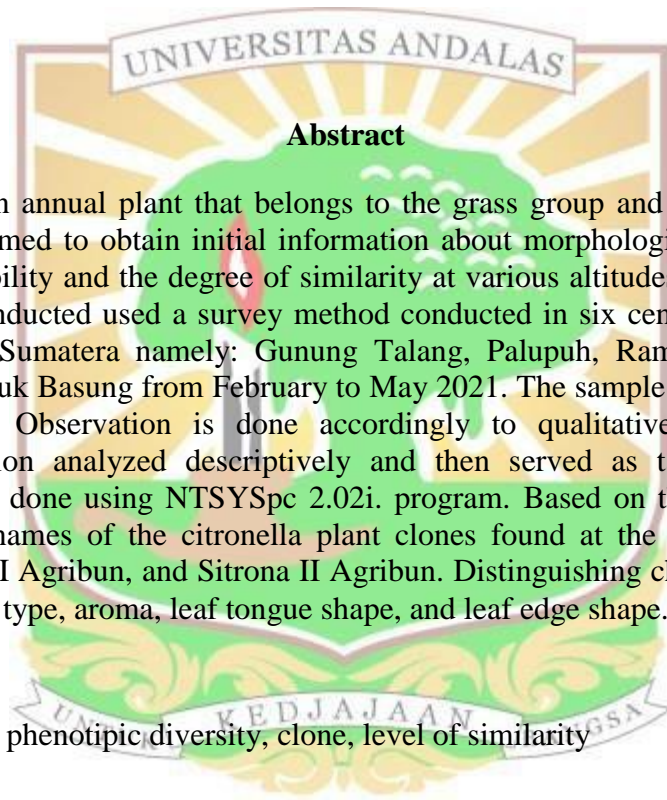 UNIVERSITAS ANDALAS
Abstract
n annual plant that belongs to the grass group and
med to obtain initial information about morphologi
bility and the degree of similarity at various altitudes
nducted used a survey method conducted in six cen
Sumatera namely: Gunung Talang, Palupuh, Ram
uk Basung from February to May 2021. The sample
Observation is done accordingly to qualitative
ion analyzed descriptively and then served as t
done using NTSYSpc 2.02i. program. Based on t
names of the citronella plant clones found at the
I Agribun, and Sitrona II Agribun. Distinguishing cl
type, aroma, leaf tongue shape, and leaf edge shape.
KEDJAJAAN
phenotipic diversity, clone, level of similarity